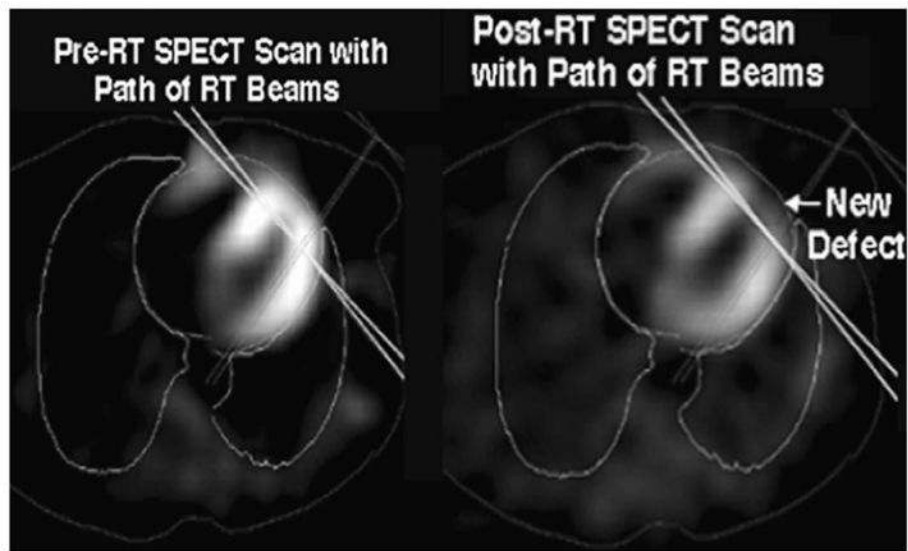 Pre-RT SPECT Scan with
Path of RT Beams
Post-RT SPECT Scan
with Path of RT Beams
New
Defect